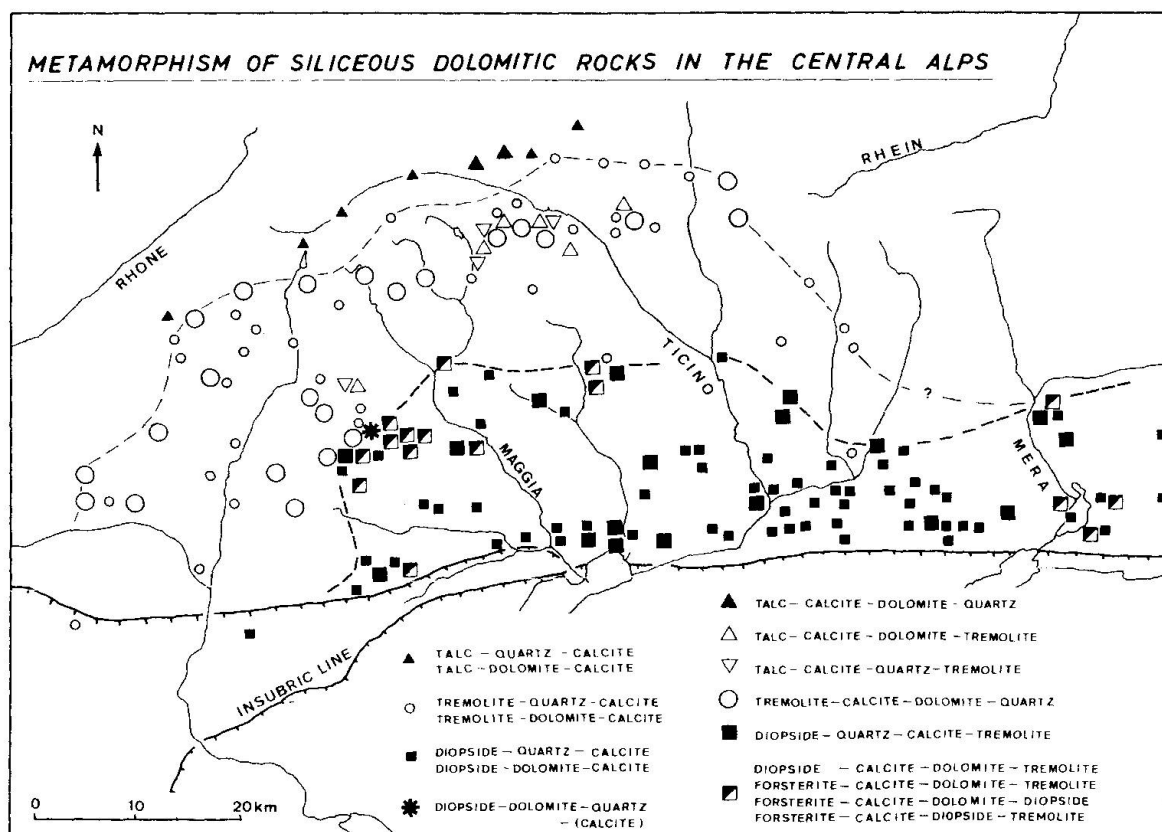 METAMORPHISM OF SILICEOUS DOLOMITIC ROCKS IN THE CENTRAL ALPS
N
RHEIN
RHONE
TICINO
?
MAGGIA
MERA
INSUBRIC LINE
TALC - QUARTZ - CALCITE
TALC - DOLOMITE - CALCITE
TREMOLITE - QUARTZ - CALCITE
TREMOLITE - DOLOMITE - CALCITE
DIOPSIDE - QUARTZ - CALCITE
DIOPSIDE - DOLOMITE - CALCITE
DIOPSIDE - DOLOMITE - QUARTZ
- (CALCITE)
TALC - CALCITE - DOLOMITE - QUARTZ
TALC - CALCITE - DOLOMITE - TREMOLITE
TALC - CALCITE - QUARTZ - TREMOLITE
TREMOLITE - CALCITE - DOLOMITE - QUARTZ
DIOPSIDE - QUARTZ - CALCITE - TREMOLITE
DIOPSIDE - CALCITE - DOLOMITE - TREMOLITE
FORSTERITE - CALCITE - DOLOMITE - TREMOLITE
FORSTERITE - CALCITE - DOLOMITE - DIOPSIDE
FORSTERITE - CALCITE - DIOPSIDE - TREMOLITE
0 20 km